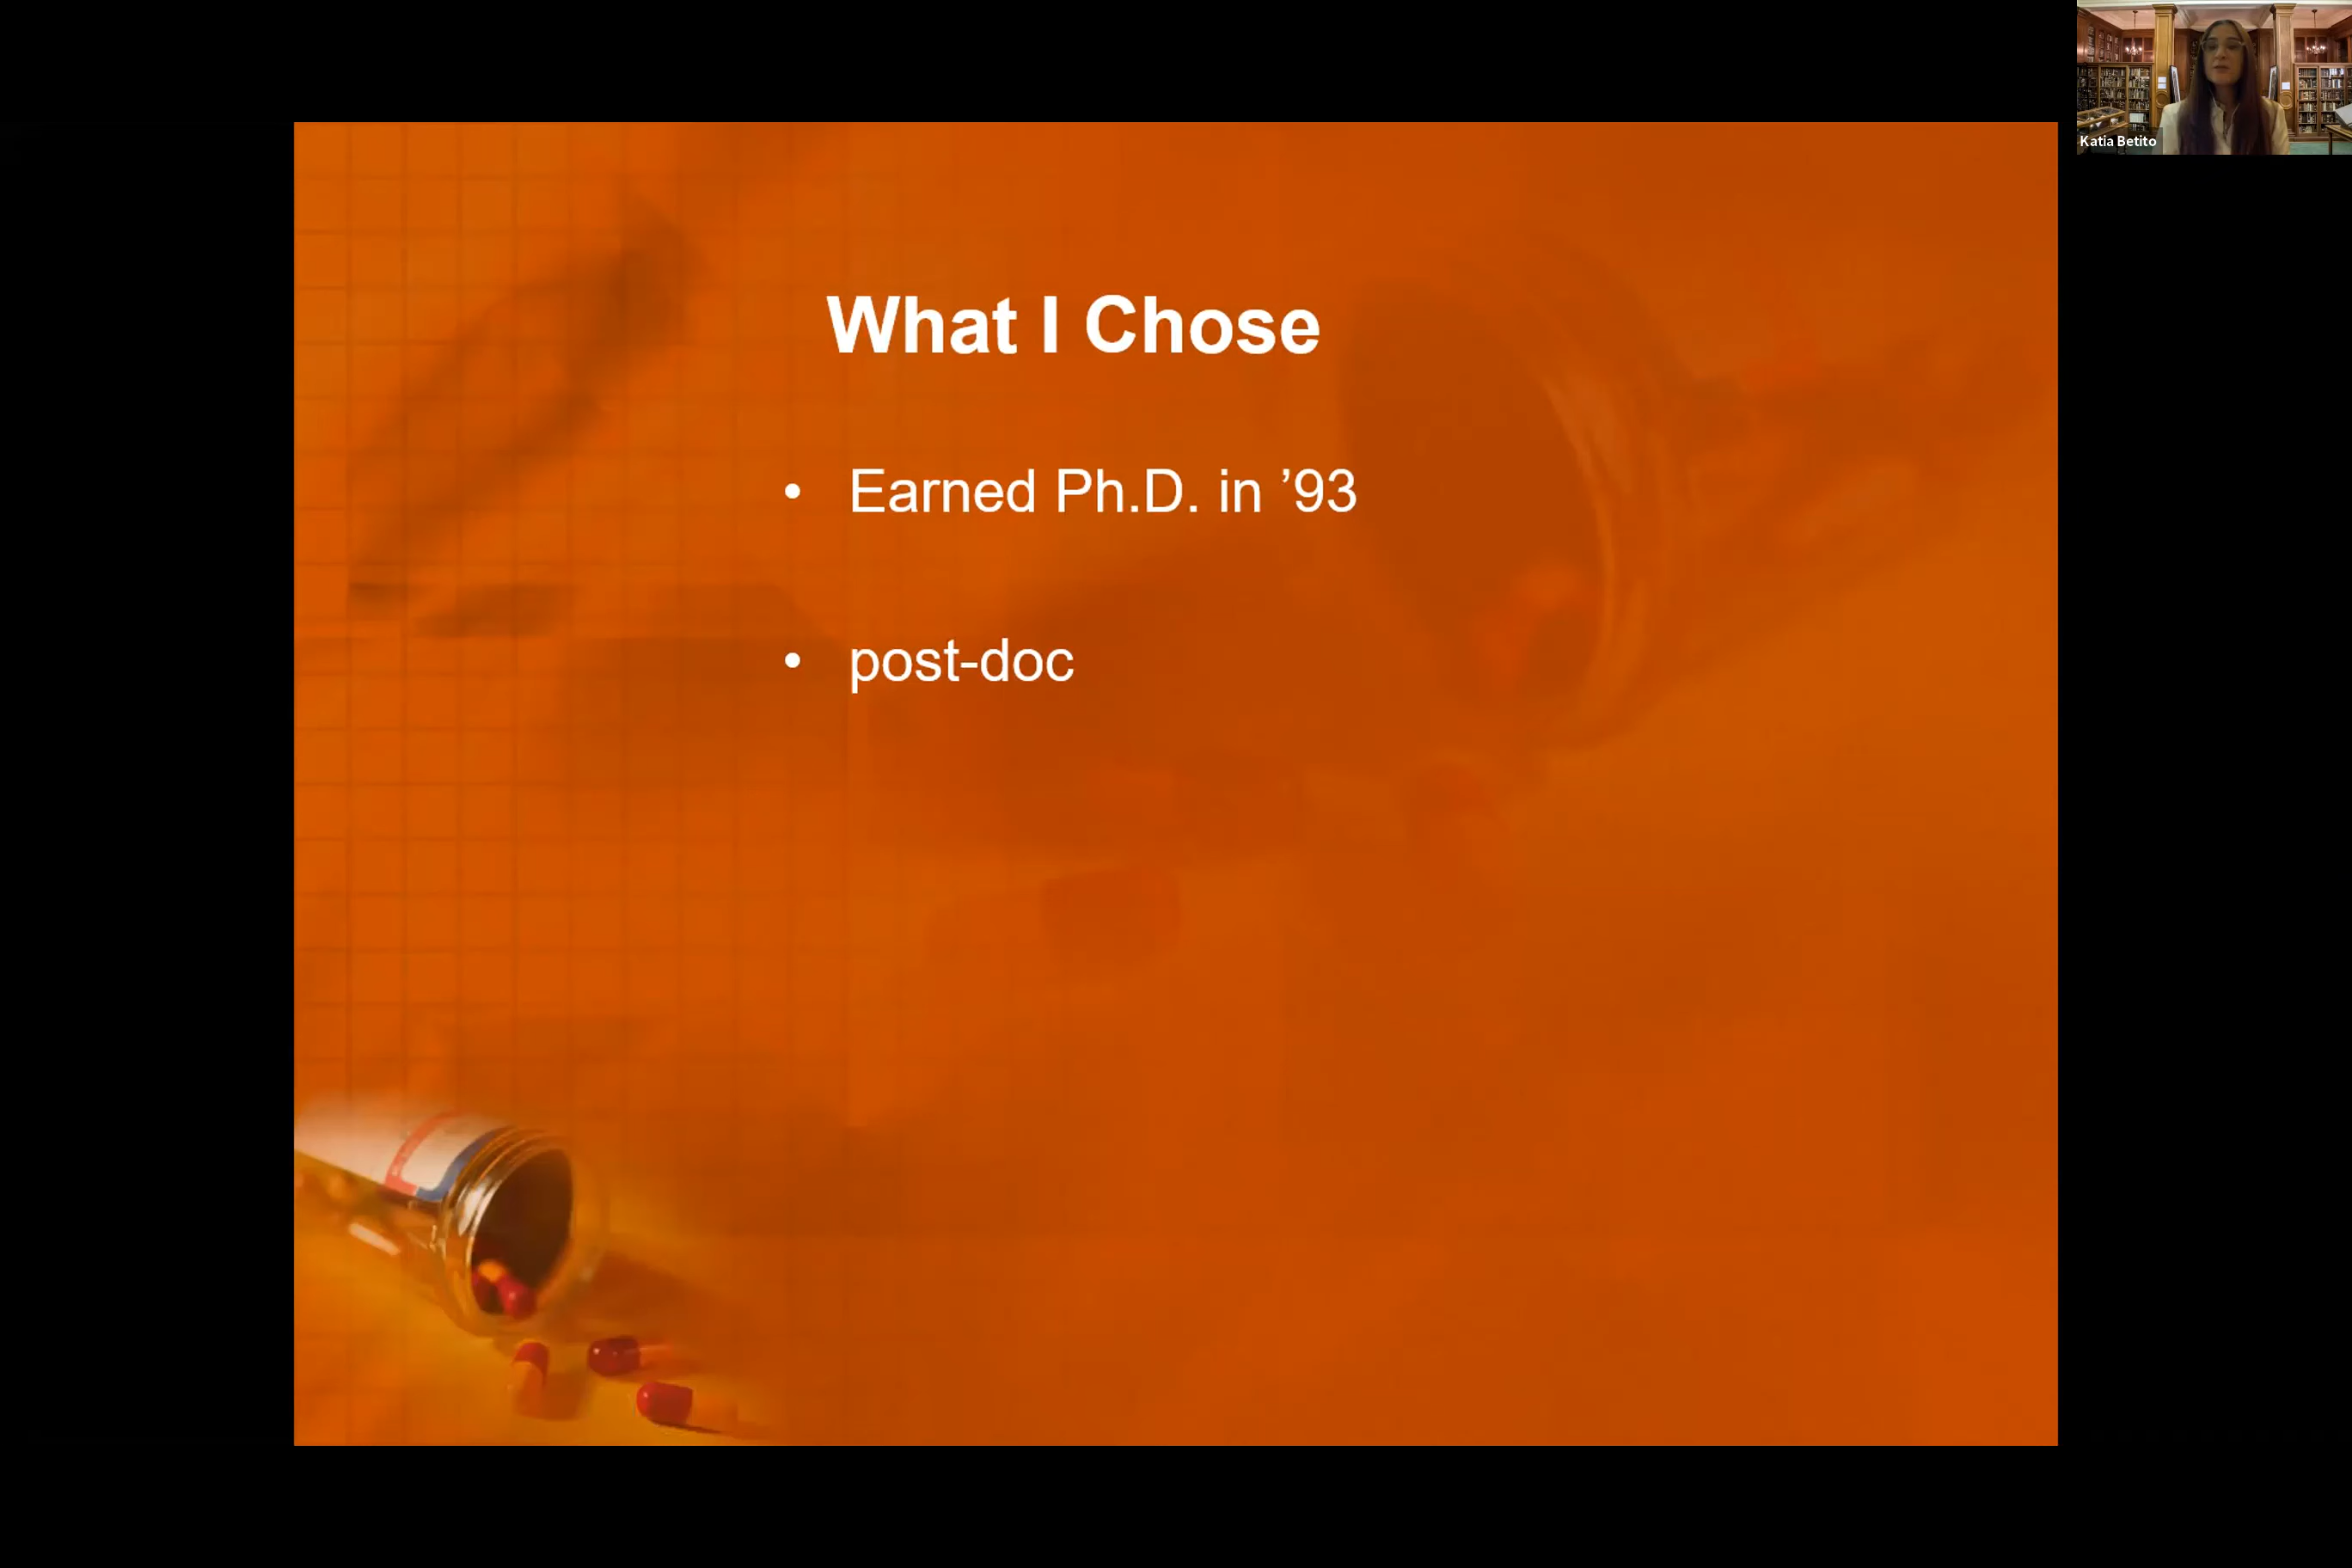 What I Chose
• Earned Ph.D. in ’93
• post-doc
Katia Betito